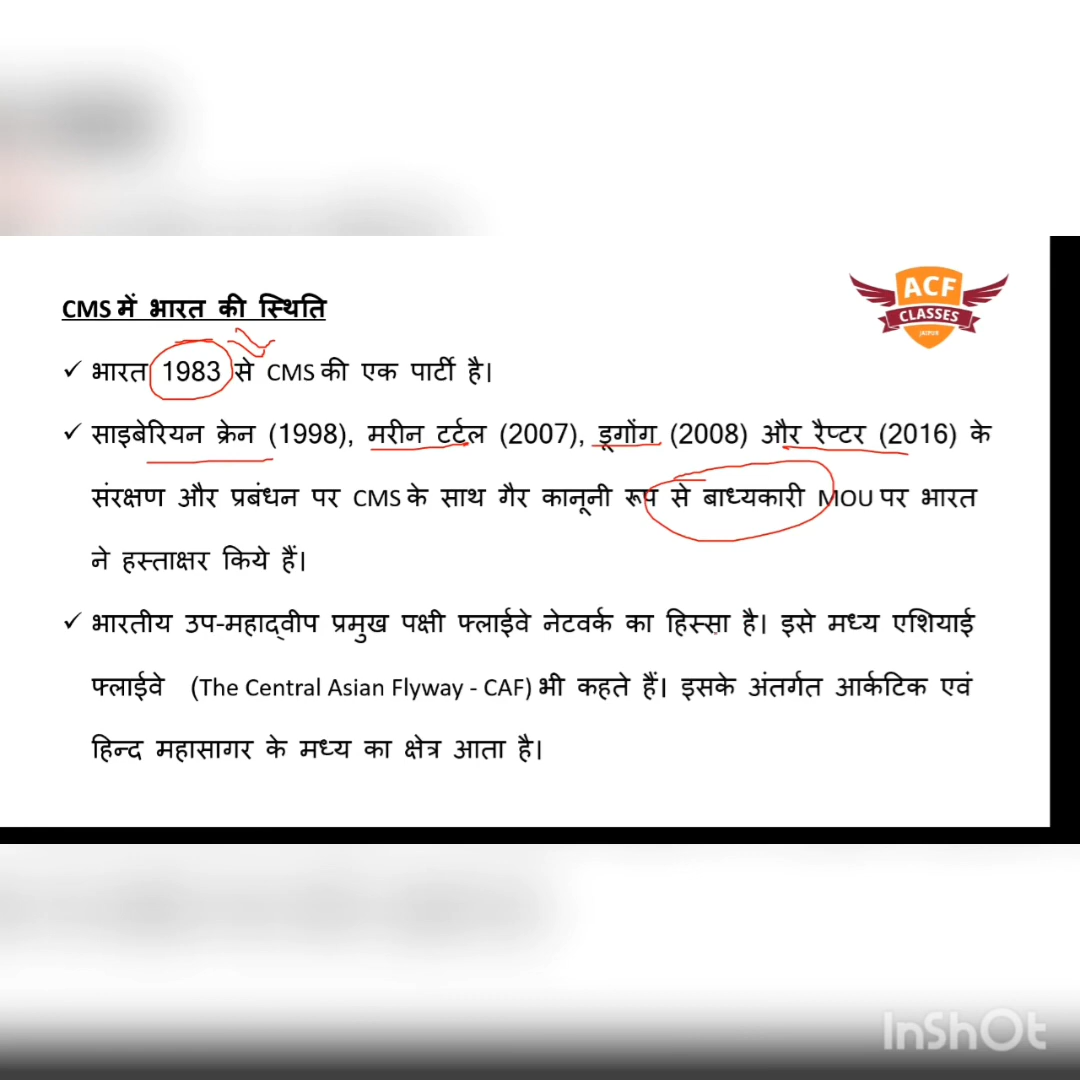 ACF
CLASSES
JAIPUR
CMS में भारत की स्थिति
✓ भारत 1983 से CMS की एक पार्टी है।
✓ साइबेरियन क्रेन (1998), मरीन टर्टल (2007), डूगोंग (2008) और रैप्टर (2016) के
संरक्षण और प्रबंधन पर CMS के साथ गैर कानूनी रूप से बाध्यकारी MOU पर भारत
ने हस्ताक्षर किये हैं।
✓ भारतीय उप-महाद्वीप प्रमुख पक्षी फ्लाईवे नेटवर्क का हिस्सा है। इसे मध्य एशियाई
फ्लाईवे (The Central Asian Flyway - CAF) भी कहते हैं। इसके अंतर्गत आर्कटिक एवं
हिन्द महासागर के मध्य का क्षेत्र आता है।
InShOt